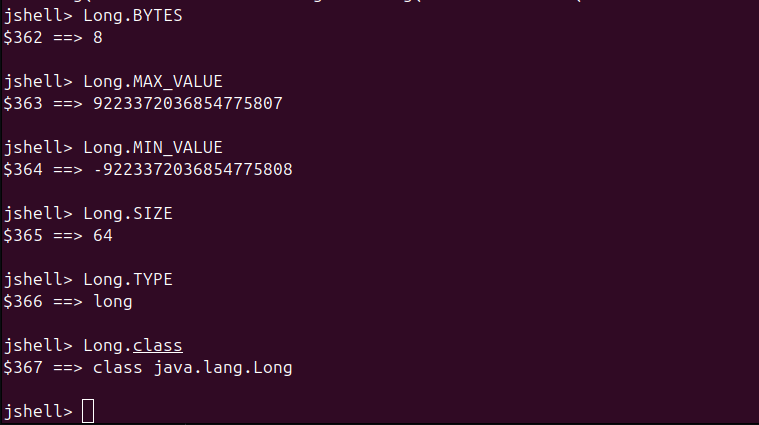 jshell> Long.BYTES
$362 ==> 8
jshell> Long.MAX_VALUE
$363 ==> 9223372036854775807
jshell> Long.MIN_VALUE
$364 ==> -9223372036854775808
jshell> Long.SIZE
$365 ==> 64
jshell> Long.TYPE
$366 ==> long
jshell> Long.class
$367 ==> class java.lang.Long
jshell>